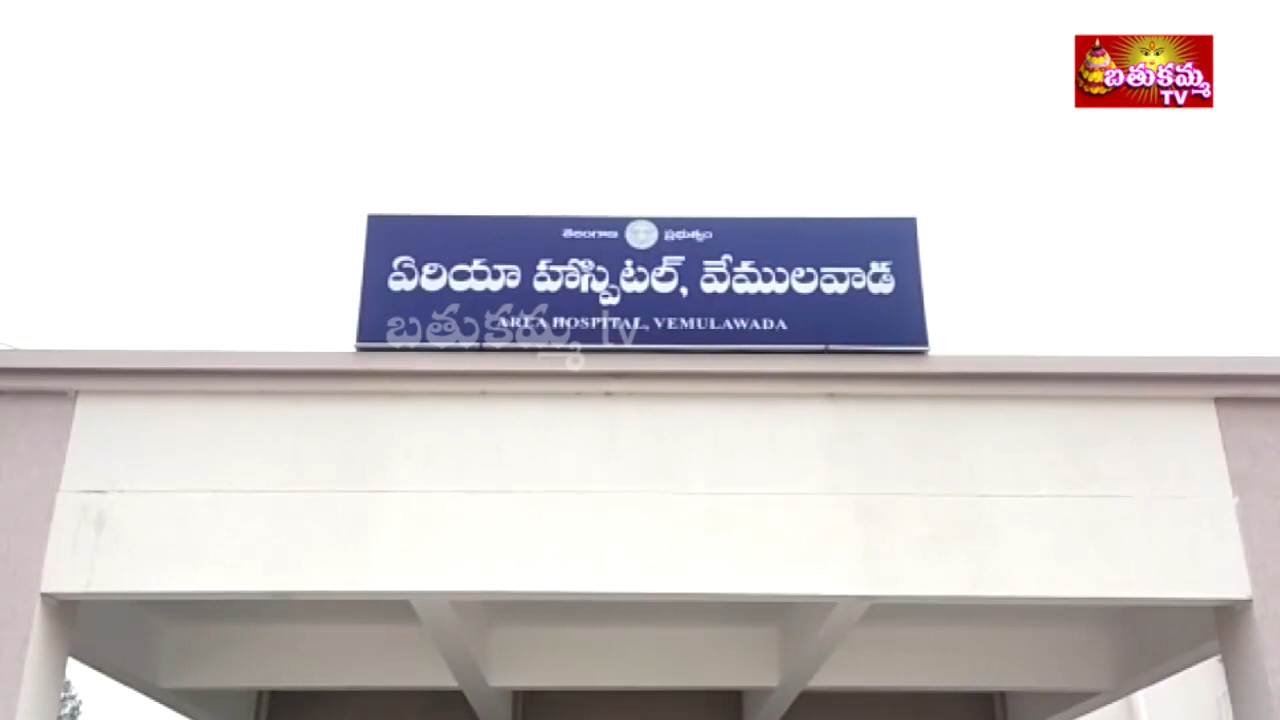 బతుకమ్మ
TV
తెలంగాణ ప్రభుత్వం
ఏరియా హాస్పిటల్, వేములవాడ
AREA HOSPITAL, VEMULAWADA
బతుకమ్మ tv